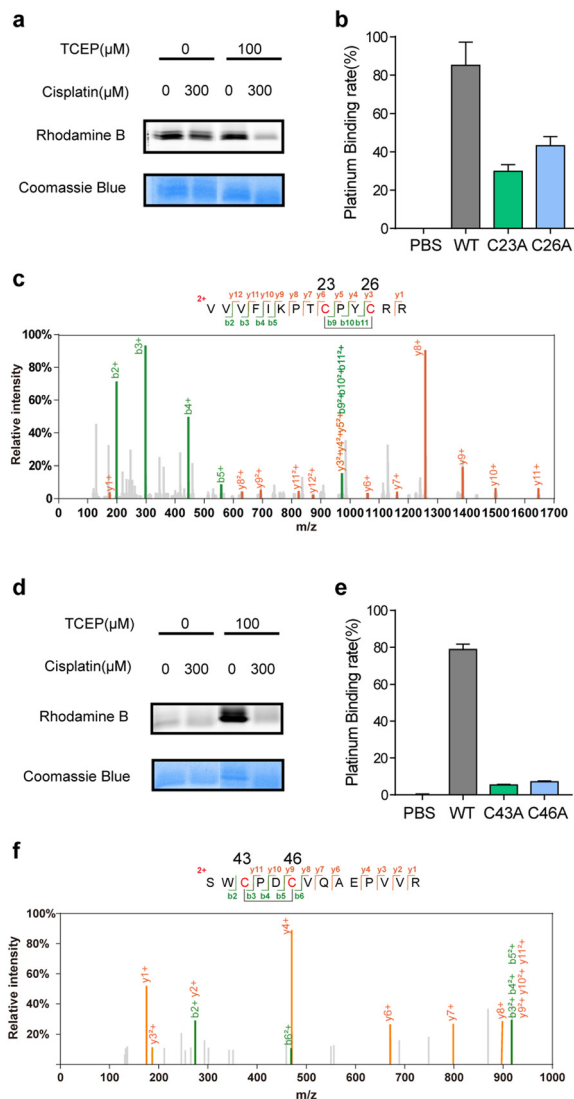 a
TCEP(μM) 0 100
Cisplatin(μM) 0 300 0 300
Rhodamine B
Coomassie Blue
b
Platinum Binding rate(%)
100
80
60
40
20
0
PBS WT C23A C26A
c
23 26
y12 y11 y10 y9 y8 y7 y6 y5 y4 y3 y1
2+
V V V F I K P T C P Y C R R
b2 b3 b4 b5 b9 b10 b11
Relative intensity
100%
80%
60%
40%
20%
y1+
b2+
b3+
b4+
b5+
y8²+
y9²+
y11²+
y12²+
y3²+y4²+y5²+
b9²+b10²+b11²+
y6+
y7+
y8+
y9+
y10+
y11+
0 100 200 300 400 500 600 700 800 900 1000 1100 1200 1300 1400 1500 1600 1700
m/z
d
TCEP(μM) 0 100
Cisplatin(μM) 0 300 0 300
Rhodamine B
Coomassie Blue
e
Platinum Binding rate(%)
80
60
40
20
0
PBS WT C43A C46A
f
43 46
y11 y10 y9 y8 y7 y6 y4 y3 y2 y1
2+
S W C P D C V Q A E P V V R
b2 b3 b4 b5 b6
Relative intensity
100%
80%
60%
40%
20%
y1+
y3²+
b2+ y2+
y4+
b6²+
y6+
y7+
y8+
b3²+ b4²+ b5²+
y9²+ y10²+ y11²+
0 100 200 300 400 500 600 700 800 900 1000
m/z